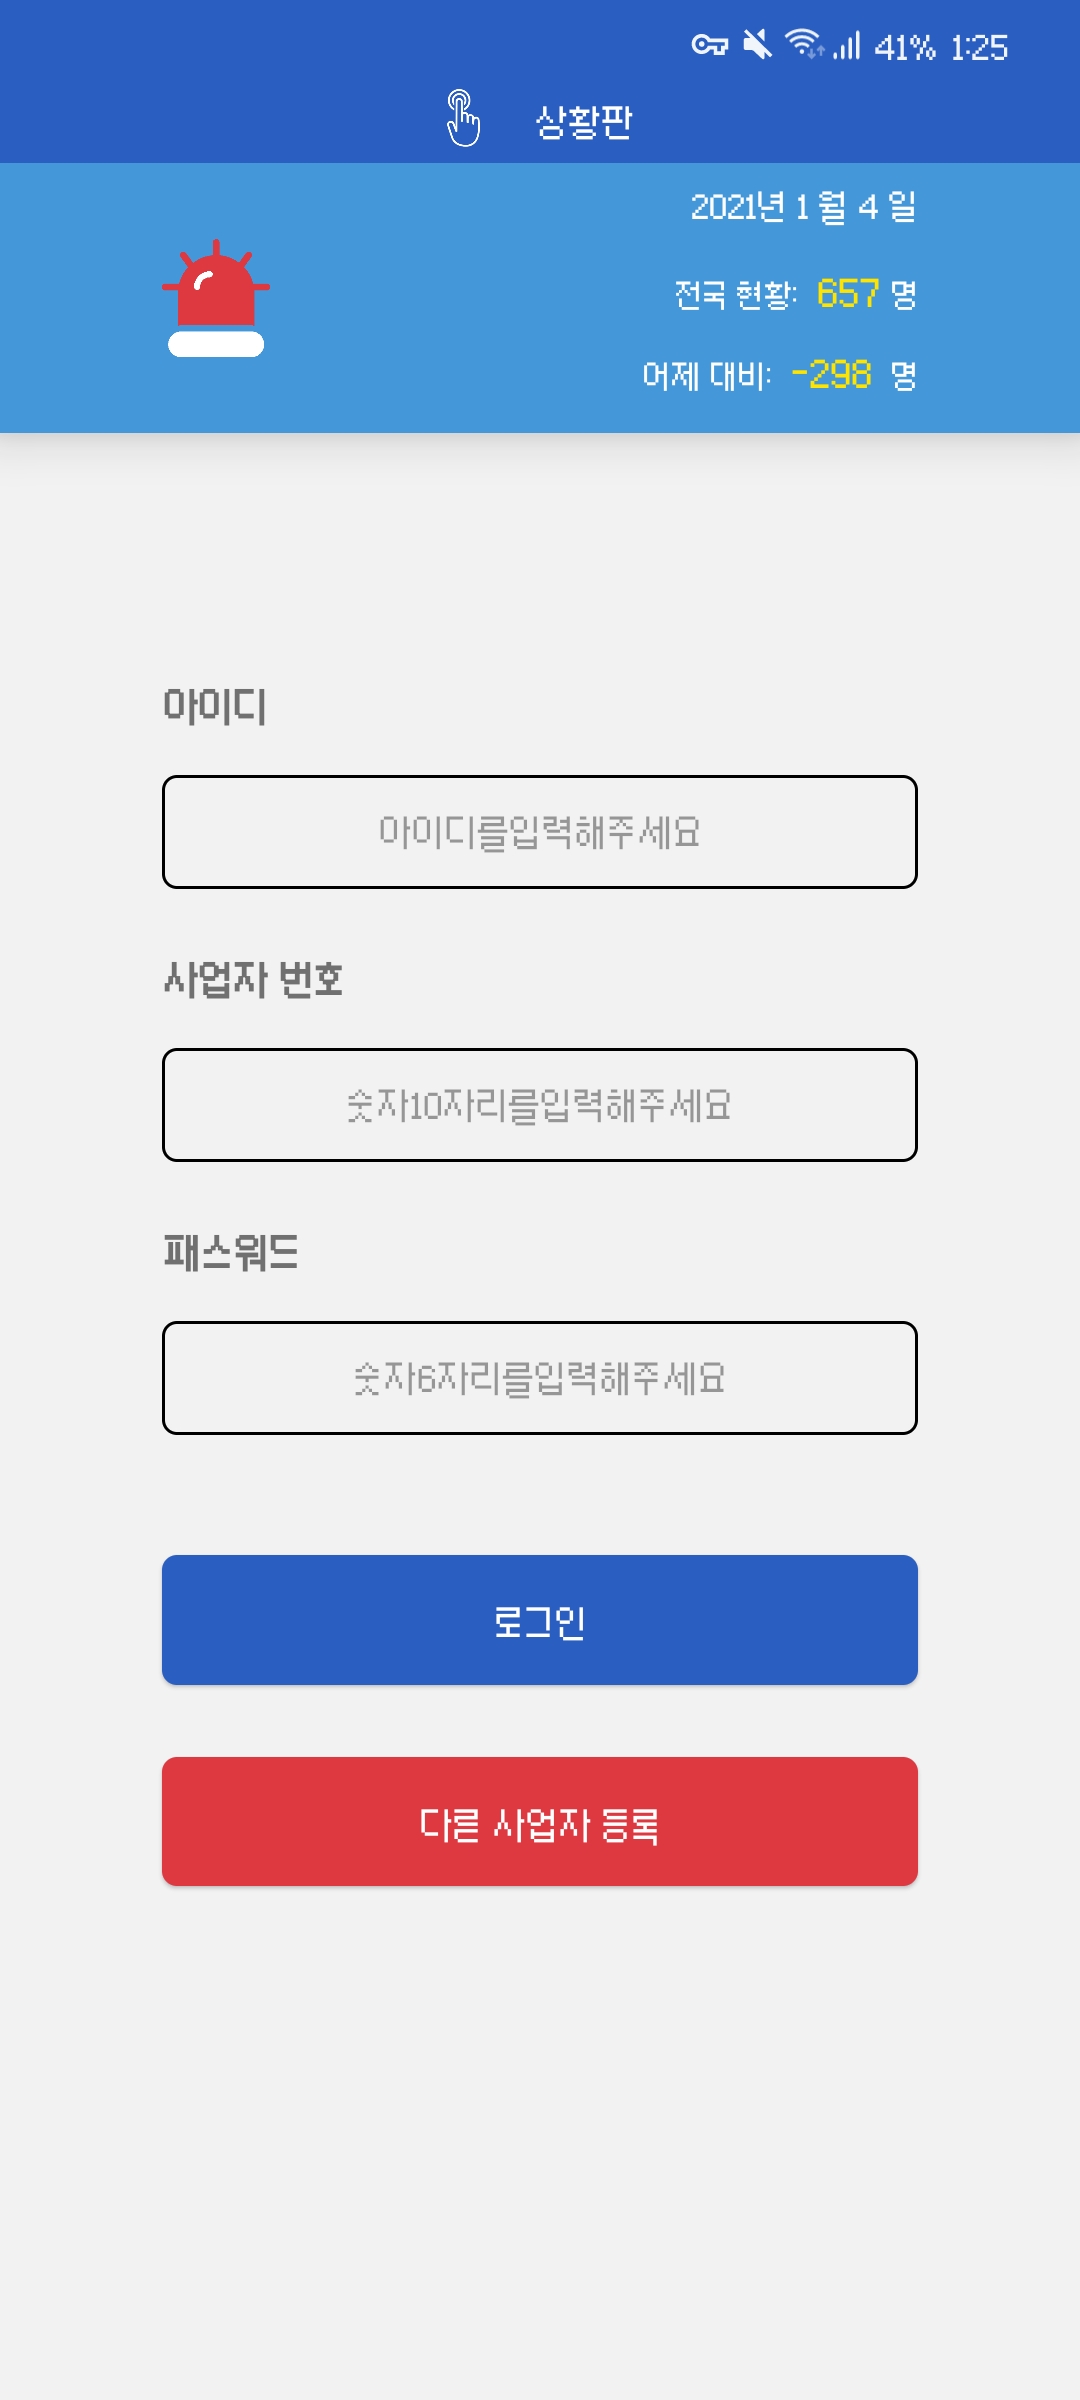 41% 1:25
상황판
2021년 1 월 4 일
전국 현황: 657 명
어제 대비: -298 명
아이디
아이디를입력해주세요
사업자 번호
숫자10자리를입력해주세요
패스워드
숫자6자리를입력해주세요
로그인
다른 사업자 등록